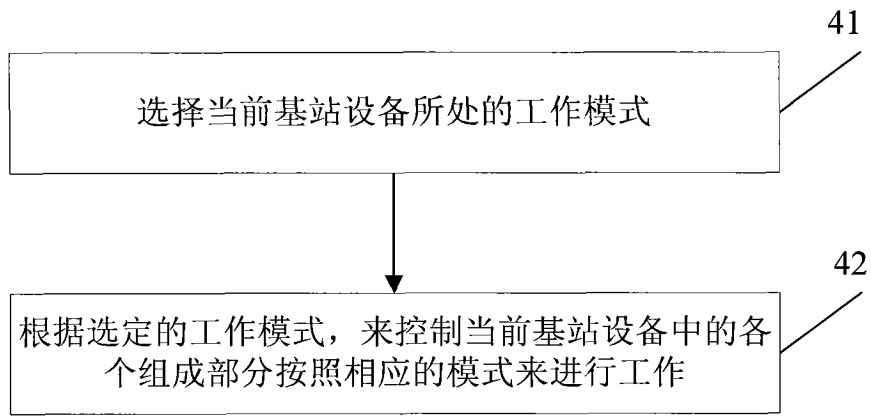 41
选择当前基站设备所处的工作模式
42
根据选定的工作模式，来控制当前基站设备中的各
个组成部分按照相应的模式来进行工作